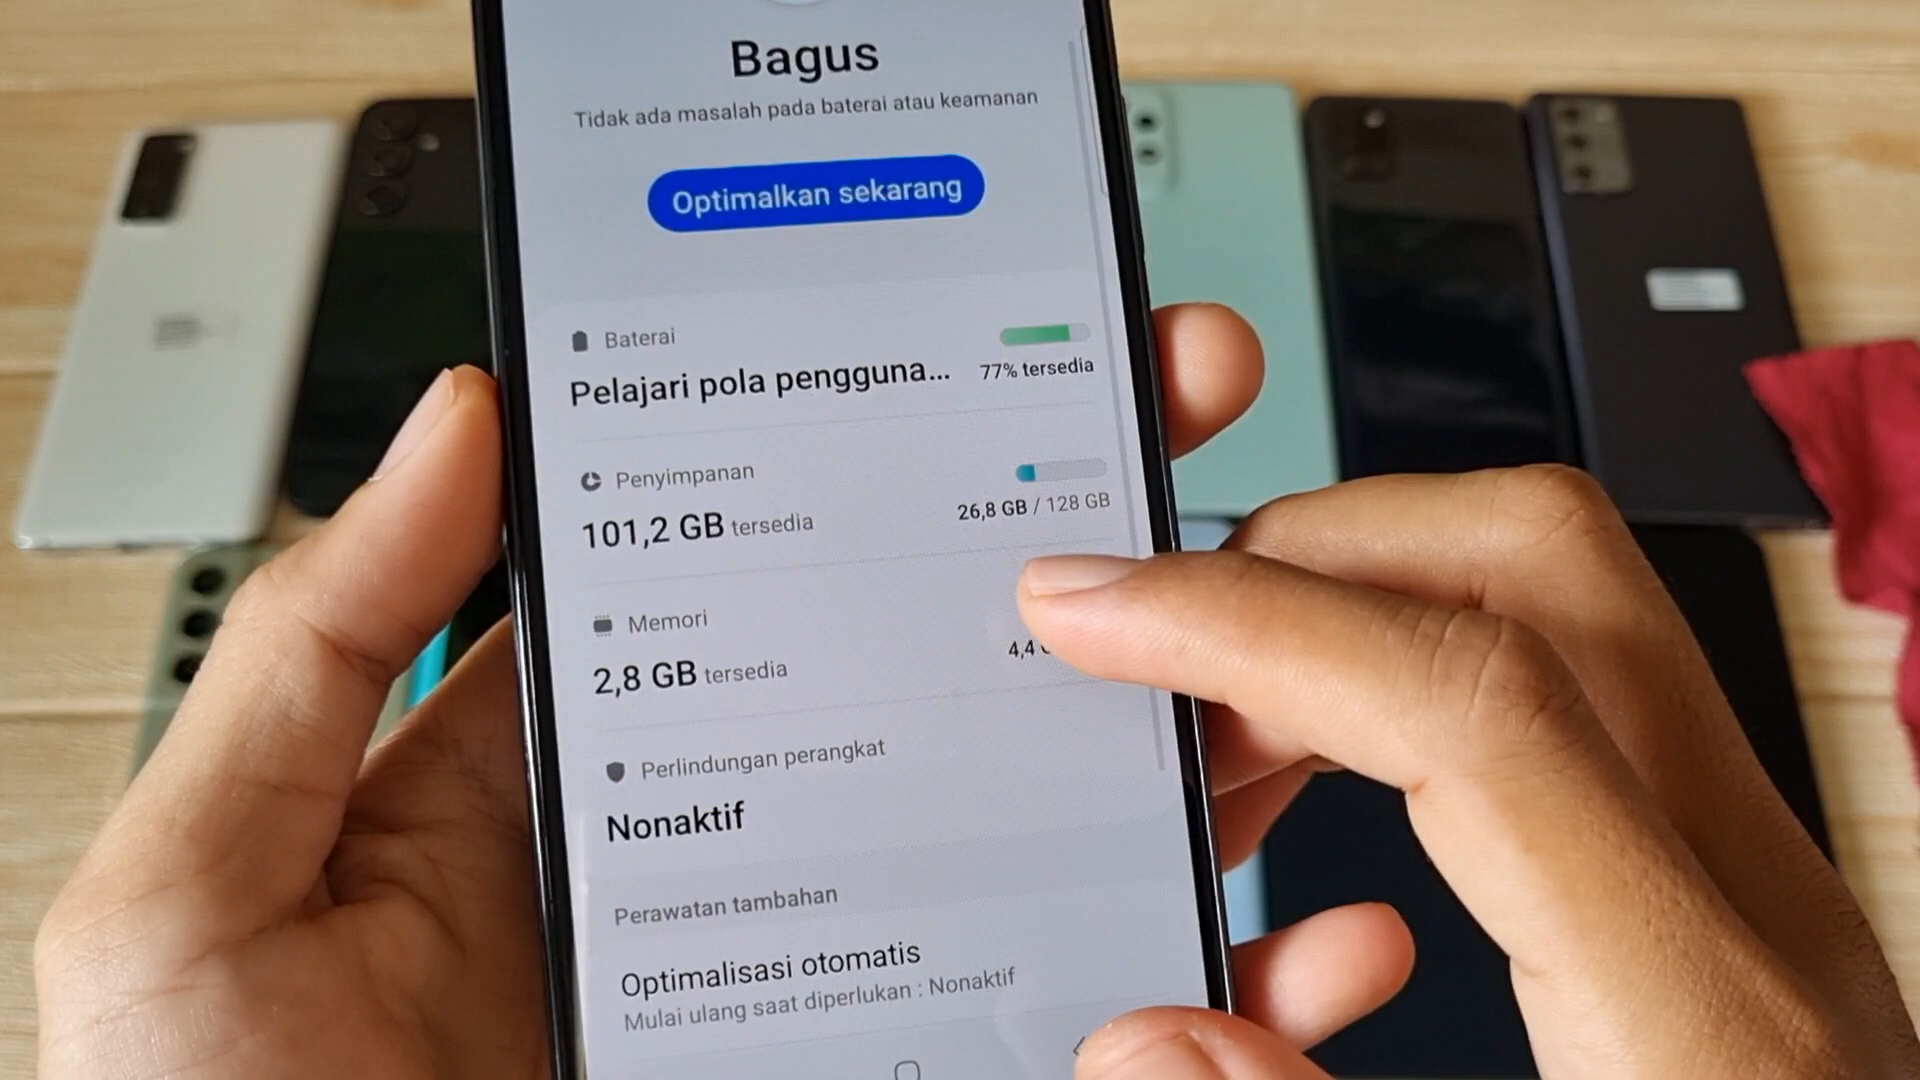 Bagus
Tidak ada masalah pada baterai atau keamanan
Optimalkan sekarang
Baterai
Pelajari pola pengguna...
77% tersedia
Penyimpanan
101,2 GB tersedia
26,8 GB / 128 GB
Memori
2,8 GB tersedia
4,4
Perlindungan perangkat
Nonaktif
Perawatan tambahan
Optimalisasi otomatis
Mulai ulang saat diperlukan : Nonaktif